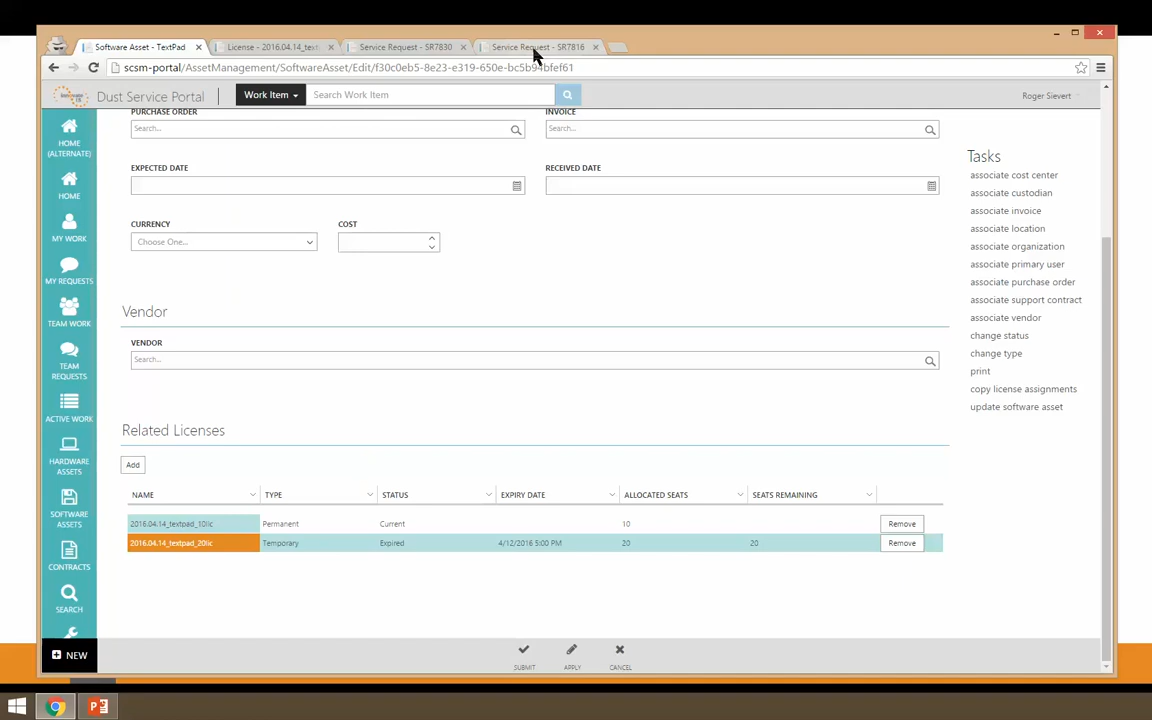 Software Asset - TextPad
License - 2016.04.14_text
Service Request - SR7830
Service Request - SR7816
scsm-portal/AssetManagement/SoftwareAsset/Edit/f30c0eb5-8e23-e319-650e-bc5b94bfef61
Dust Service Portal
Work Item
Search Work Item
Roger Sievert
HOME
(ALTERNATE)
HOME
MY WORK
MY REQUESTS
TEAM WORK
TEAM
REQUESTS
ACTIVE WORK
HARDWARE
ASSETS
SOFTWARE
ASSETS
CONTRACTS
SEARCH
NEW
PURCHASE ORDER
INVOICE
Search...
Search...
EXPECTED DATE
RECEIVED DATE
CURRENCY
COST
Choose One...
Vendor
VENDOR
Search...
Related Licenses
Add
NAME TYPE STATUS EXPIRY DATE ALLOCATED SEATS SEATS REMAINING
2016.04.14_textpad_10lic Permanent Current 10 Remove
2016.04.14_textpad_20lic Temporary Expired 4/12/2016 5:00 PM 20 20 Remove
SUBMIT
APPLY
CANCEL
Tasks
associate cost center
associate custodian
associate invoice
associate location
associate organization
associate primary user
associate purchase order
associate support contract
associate vendor
change status
change type
print
copy license assignments
update software asset